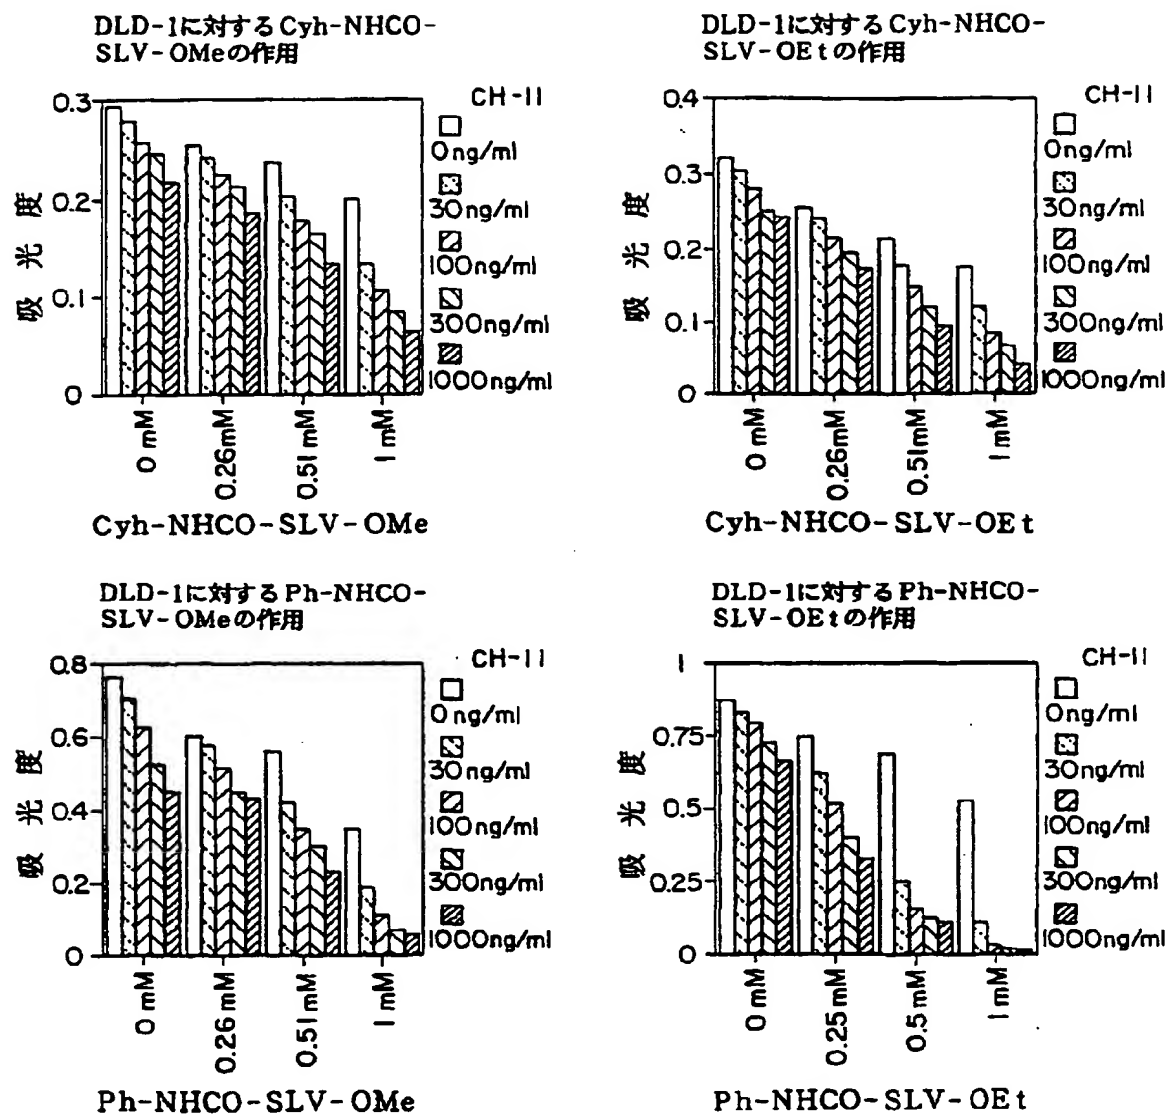 DLD-1に対するCyh-NHCO-
SLV-OMeの作用
CH-11
0.3
0.2
0.1
0
吸光度
0ng/ml
30ng/ml
100ng/ml
300ng/ml
1000ng/ml
0 mM
0.26mM
0.51mM
1 mM
Cyh-NHCO-SLV-OMe
DLD-1に対するCyh-NHCO-
SLV-OEtの作用
CH-11
0.4
0.3
0.2
0.1
0
吸光度
0ng/ml
30ng/ml
100ng/ml
300ng/ml
1000ng/ml
0 mM
0.26mM
0.51mM
1 mM
Cyh-NHCO-SLV-OEt
DLD-1に対するPh-NHCO-
SLV-OMeの作用
CH-11
0.8
0.6
0.4
0.2
0
吸光度
0ng/ml
30ng/ml
100ng/ml
300ng/ml
1000ng/ml
0 mM
0.26 mM
0.51 mM
1 mM
Ph-NHCO-SLV-OMe
DLD-1に対するPh-NHCO-
SLV-OEtの作用
CH-11
1
0.75
0.5
0.25
0
吸光度
0ng/ml
30ng/ml
100ng/ml
300ng/ml
1000ng/ml
0 mM
0.25mM
0.5mM
1 mM
Ph-NHCO-SLV-OEt